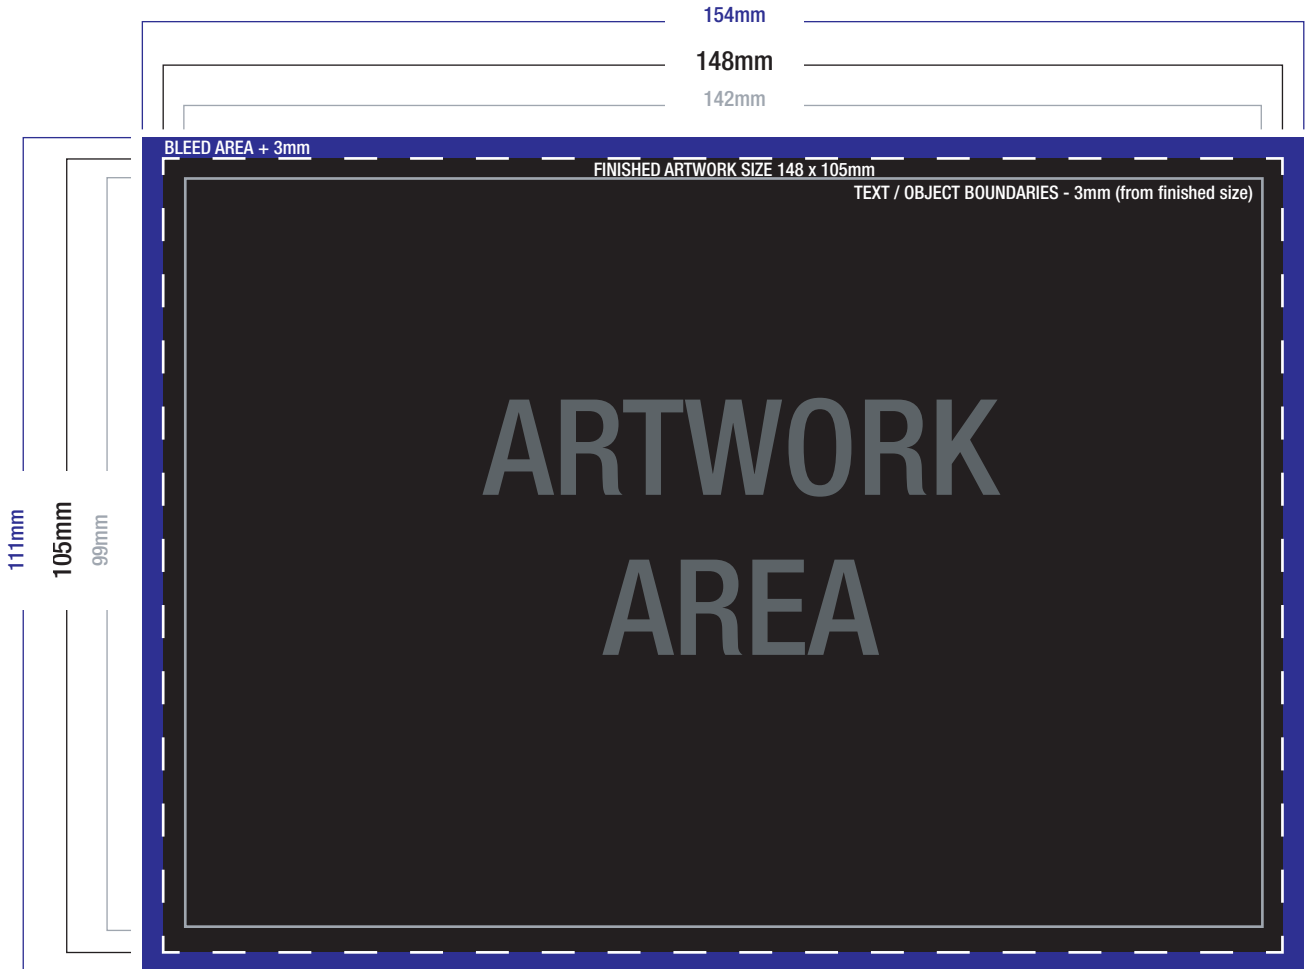 154mm
148mm
142mm
BLEED AREA + 3mm
FINISHED ARTWORK SIZE 148 x 105mm
TEXT / OBJECT BOUNDARIES - 3mm (from finished size)
111mm
105mm
99mm
ARTWORK
AREA